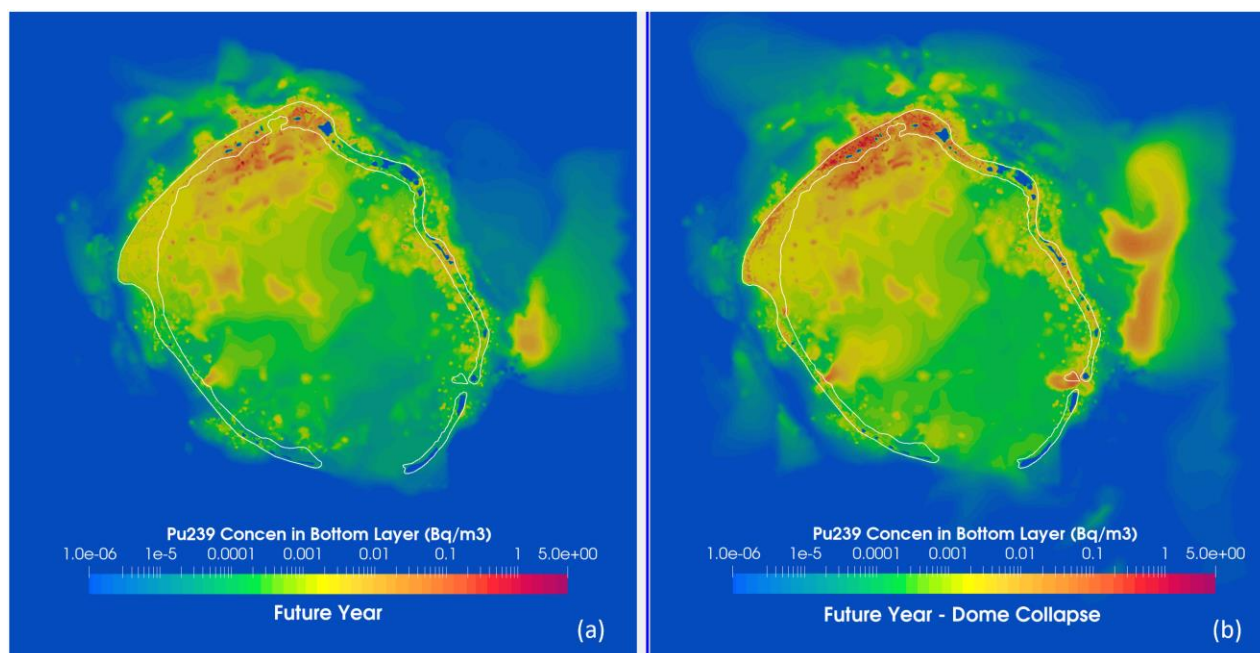 Pu239 Concen in Bottom Layer (Bq/m3)
1.0e-06 1e-5 0.0001 0.001 0.01 0.1 1 5.0e+00
Future Year
(a)
Pu239 Concen in Bottom Layer (Bq/m3)
1.0e-06 1e-5 0.0001 0.001 0.01 0.1 1 5.0e+00
Future Year - Dome Collapse
(b)